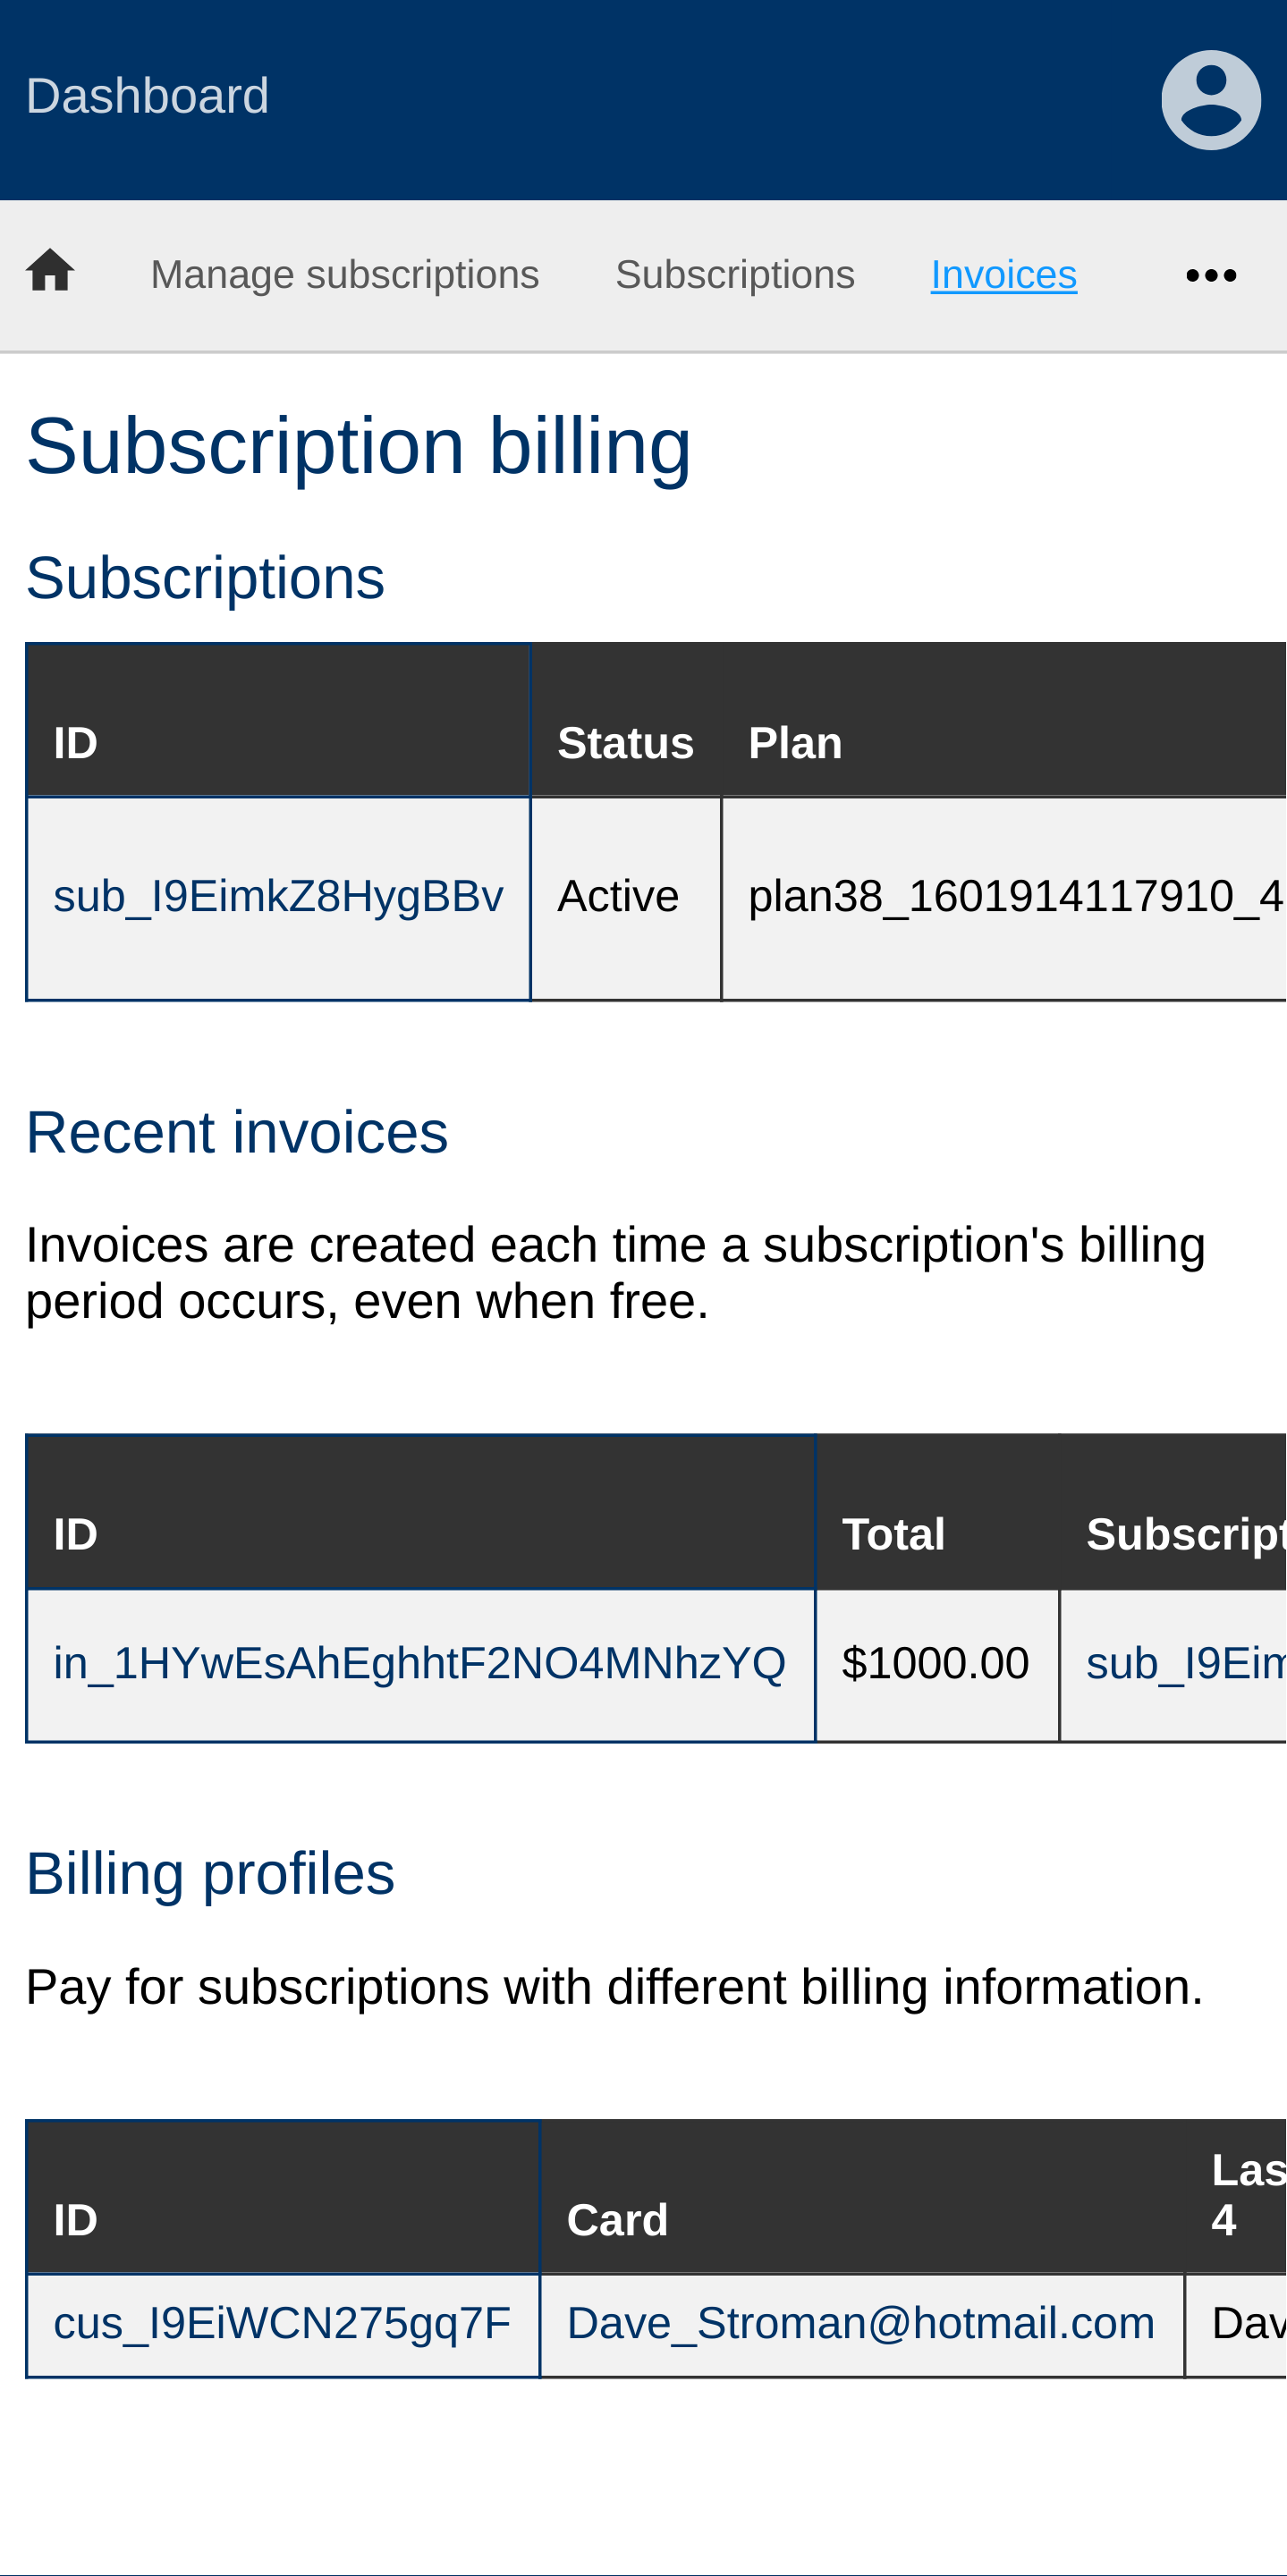 Dashboard
Manage subscriptions Subscriptions Invoices
Subscription billing
Subscriptions
ID Status Plan
sub_I9EimkZ8HygBBv Active plan38_1601914117910_4
Recent invoices
Invoices are created each time a subscription's billing
period occurs, even when free.
ID Total Subscript
in_1HYwEsAhEghhtF2NO4MNhzYQ $1000.00 sub_I9Eim
Billing profiles
Pay for subscriptions with different billing information.
ID Card Las
4
cus_I9EiWCN275gq7F Dave_Stroman@hotmail.com Dav